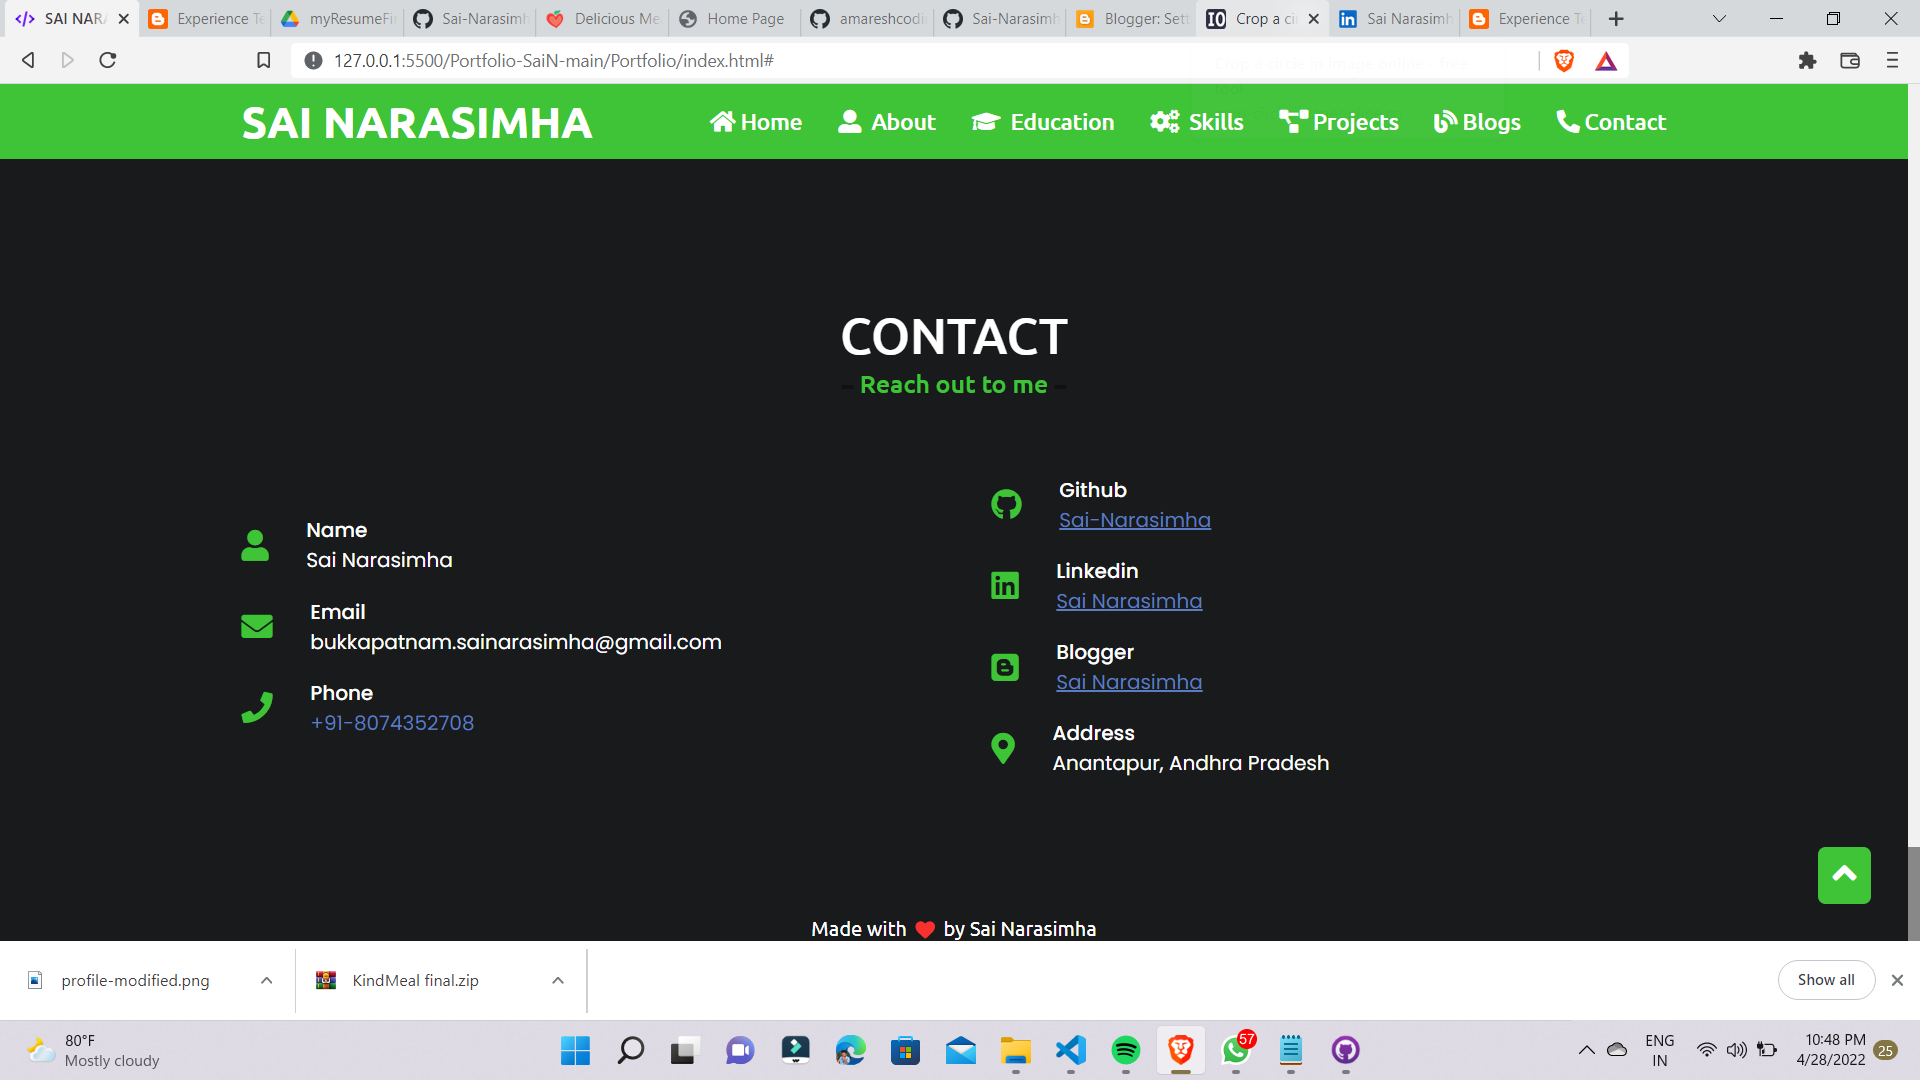 SAI NARA
Experience Te
myResumeFi
Sai-Narasimh
Delicious Me
Home Page
amareshcodi
Sai-Narasimh
Blogger: Sett
Crop a ci
Sai Narasimh
Experience Te
127.0.0.1:5500/Portfolio-SaiN-main/Portfolio/index.html#
SAI NARASIMHA
Home
About
Education
Skills
Projects
Blogs
Contact
CONTACT
– Reach out to me –
Name
Sai Narasimha
Email
bukkapatnam.sainarasimha@gmail.com
Phone
+91-8074352708
Github
Sai-Narasimha
Linkedin
Sai Narasimha
Blogger
Sai Narasimha
Address
Anantapur, Andhra Pradesh
Made with ❤ by Sai Narasimha
profile-modified.png
KindMeal final.zip
Show all
80°F
Mostly cloudy
57
ENG
IN
10:48 PM
4/28/2022
25